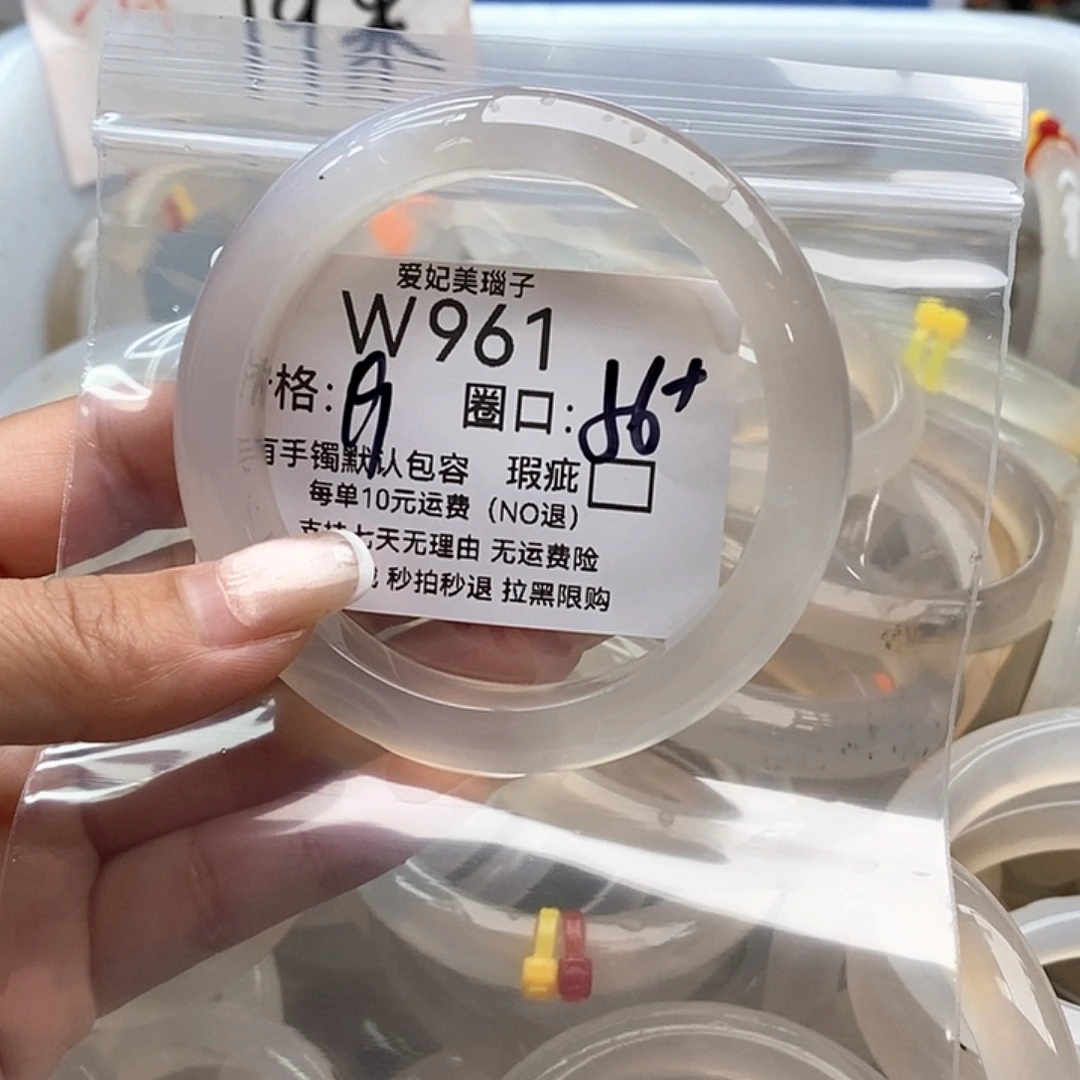 爱妃美瑙子
W961
格: 9 圈口: 56+
有手镯默认包容 瑕疵
每单10元运费（NO退）
支持七天无理由 无运费险
秒拍秒退 拉黑限购